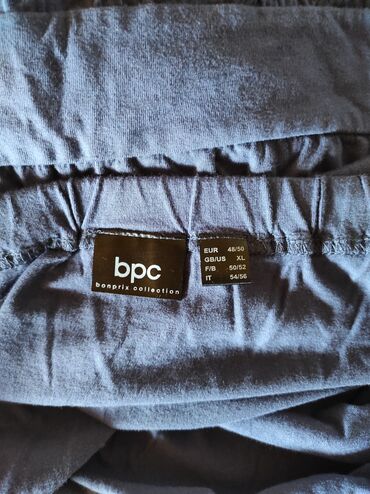 bpc
bonprix collection
EUR 48/50
GB/US XL
F/B 50/52
IT 54/56